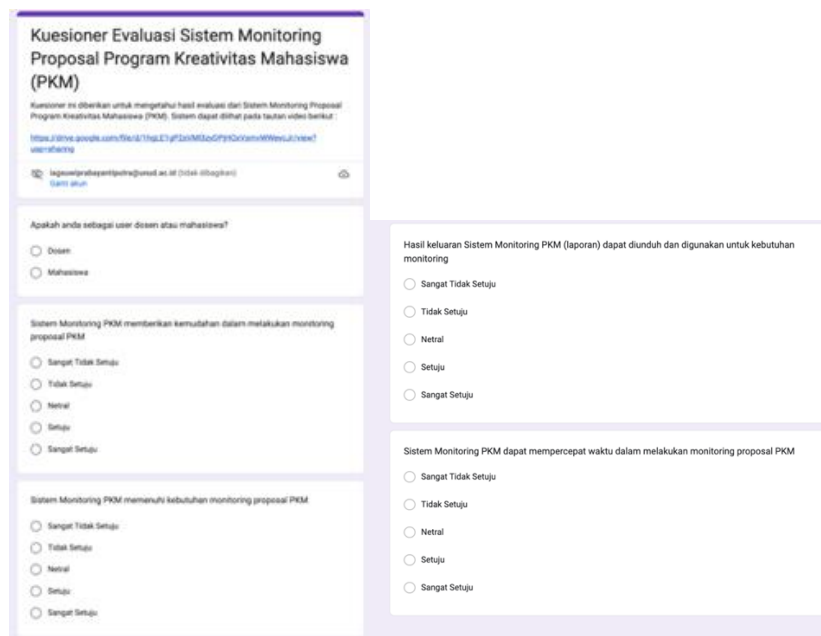 Kuesioner Evaluasi Sistem Monitoring
Proposal Program Kreativitas Mahasiswa
(PKM)
Kuesioner ini diberikan untuk mengetahui hasil evaluasi dari Sistem Monitoring Proposal
Program Kreativitas Mahasiswa (PKM). Sistem dapat dilihat pada tautan video berikut :
usp=sharing
(tidak dibagikan)
Ganti akun
Apakah anda sebagai user dosen atau mahasiswa?
Dosen
Mahasiswa
Sistem Monitoring PKM memberikan kemudahan dalam melakukan monitoring
proposal PKM
Sangat Tidak Setuju
Tidak Setuju
Netral
Setuju
Sangat Setuju
Sistem Monitoring PKM memenuhi kebutuhan monitoring proposal PKM
Sangat Tidak Setuju
Tidak Setuju
Netral
Setuju
Sangat Setuju
Hasil keluaran Sistem Monitoring PKM (laporan) dapat diunduh dan digunakan untuk kebutuhan
monitoring
Sangat Tidak Setuju
Tidak Setuju
Netral
Setuju
Sangat Setuju
Sistem Monitoring PKM dapat mempercepat waktu dalam melakukan monitoring proposal PKM
Sangat Tidak Setuju
Tidak Setuju
Netral
Setuju
Sangat Setuju